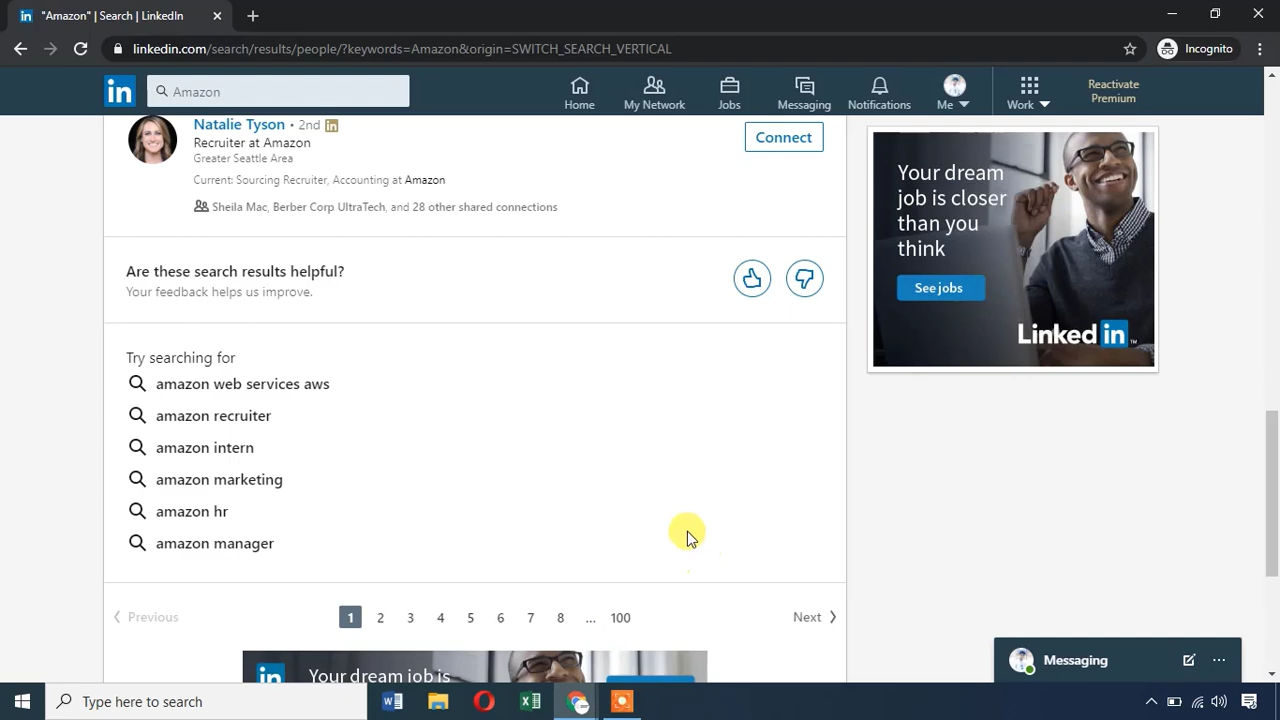 "Amazon" | Search | LinkedIn
linkedin.com/search/results/people/?keywords=Amazon&origin=SWITCH_SEARCH_VERTICAL
Incognito
in
Amazon
Home
My Network
Jobs
Messaging
Notifications
Me
Work
Reactivate
Premium
Natalie Tyson • 2nd in
Recruiter at Amazon
Greater Seattle Area
Current: Sourcing Recruiter, Accounting at Amazon
Sheila Mac, Berber Corp UltraTech, and 28 other shared connections
Connect
Are these search results helpful?
Your feedback helps us improve.
Try searching for
amazon web services aws
amazon recruiter
amazon intern
amazon marketing
amazon hr
amazon manager
Previous 1 2 3 4 5 6 7 8 ... 100 Next
in Your dream job is
Your dream
job is closer
than you
think
See jobs
LinkedIn
Messaging
Type here to search